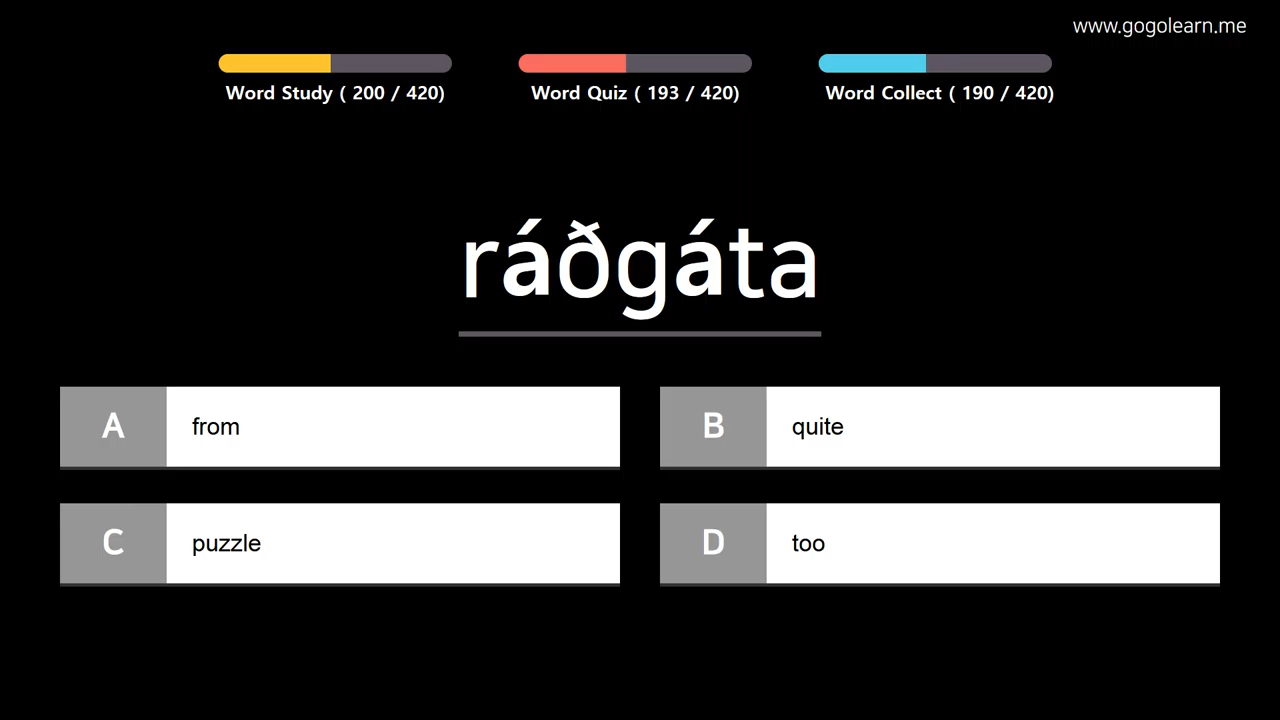 www.gogolearn.me
Word Study ( 200 / 420)
Word Quiz ( 193 / 420)
Word Collect ( 190 / 420)
ráðgáta
A from
B quite
C puzzle
D too